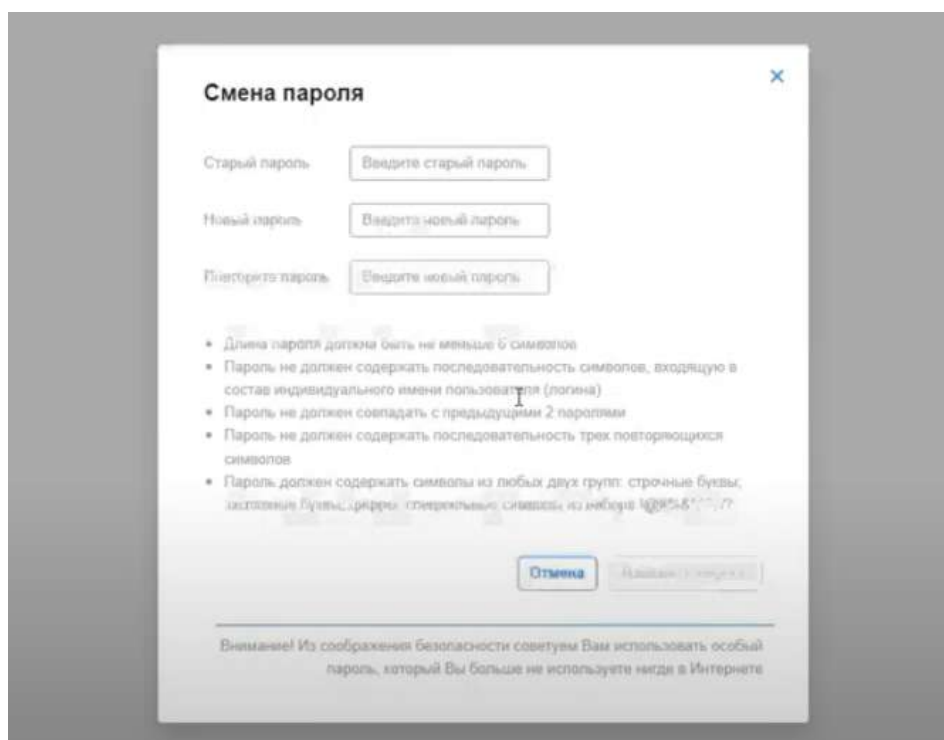 Смена пароля
Старый пароль
Введите старый пароль
Новый пароль
Введите новый пароль
Повторите пароль
Введите новый пароль
Длина пароля должна быть не меньше 6 символов
Пароль не должен содержать последовательность символов, входящую в
состав индивидуального имени пользователя (логина)
Пароль не должен совпадать с предыдущими 2 паролями
Пароль не должен содержать последовательность трех повторяющихся
символов
Пароль должен содержать символы из любых двух групп: строчные буквы,
заглавные буквы, цифры, специальные символы из набора
Отмена
Внимание! Из соображения безопасности советуем Вам использовать особый
пароль, который Вы больше не используете нигде в Интернете